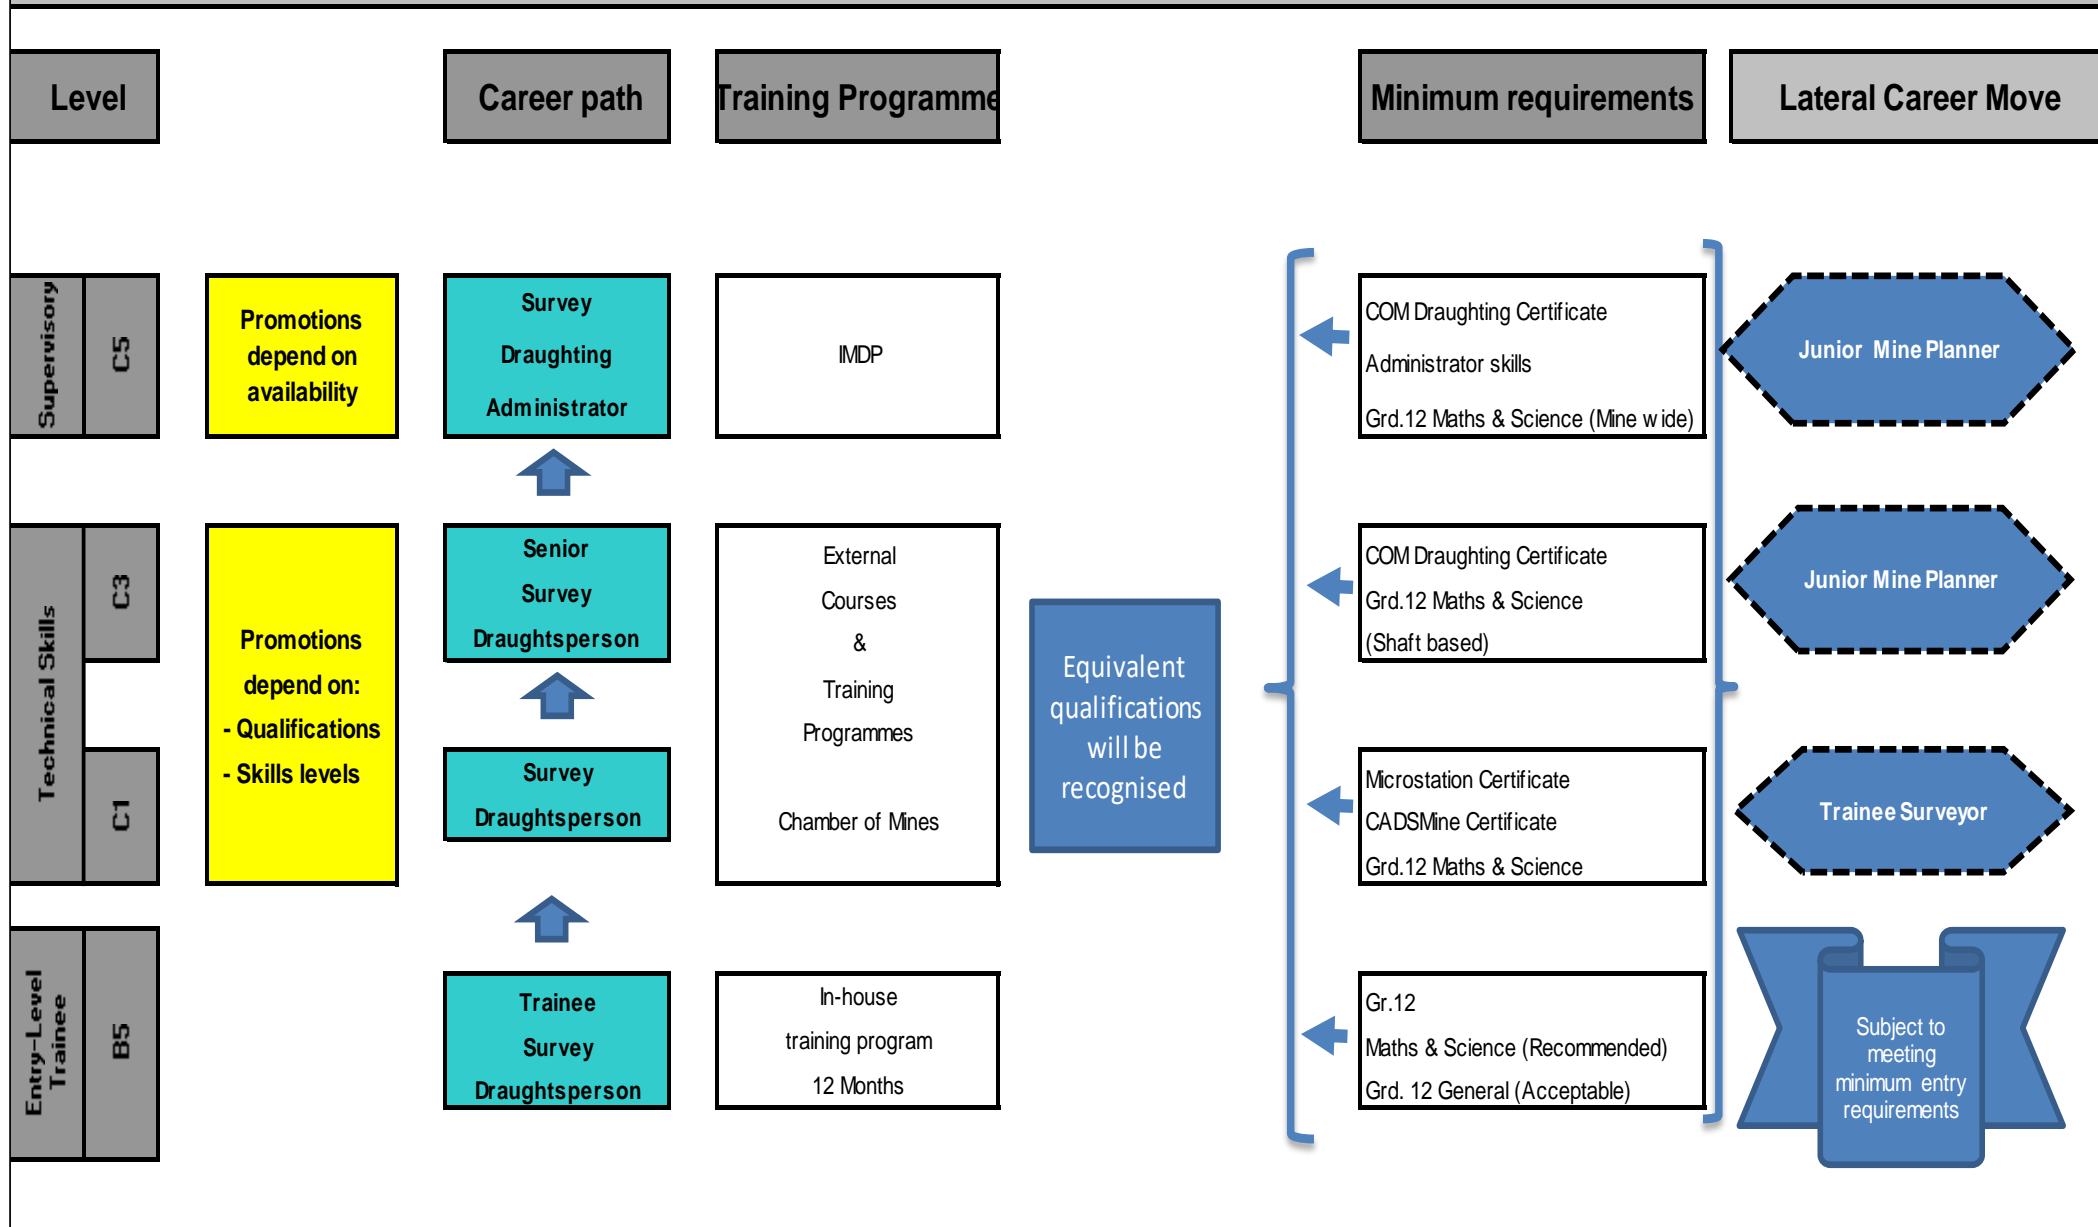 Level
Career path
Training Programme
Minimum requirements
Lateral Career Move
Supervisory
C5
Promotions
depend on
availability
Survey
Draughting
Administrator
IMDP
COM Draughting Certificate
Administrator skills
Grd.12 Maths & Science (Mine wide)
Junior Mine Planner
Technical Skills
C3
C1
Promotions
depend on:
- Qualifications
- Skills levels
Senior
Survey
Draughtsperson
Survey
Draughtsperson
External
Courses
&
Training
Programmes
Chamber of Mines
Equivalent
qualifications
will be
recognised
COM Draughting Certificate
Grd.12 Maths & Science
(Shaft based)
Junior Mine Planner
Microstation Certificate
CADSMine Certificate
Grd.12 Maths & Science
Trainee Surveyor
Entry-Level
Trainee
B5
Trainee
Survey
Draughtsperson
In-house
training program
12 Months
Gr.12
Maths & Science (Recommended)
Grd. 12 General (Acceptable)
Subject to
meeting
minimum entry
requirements